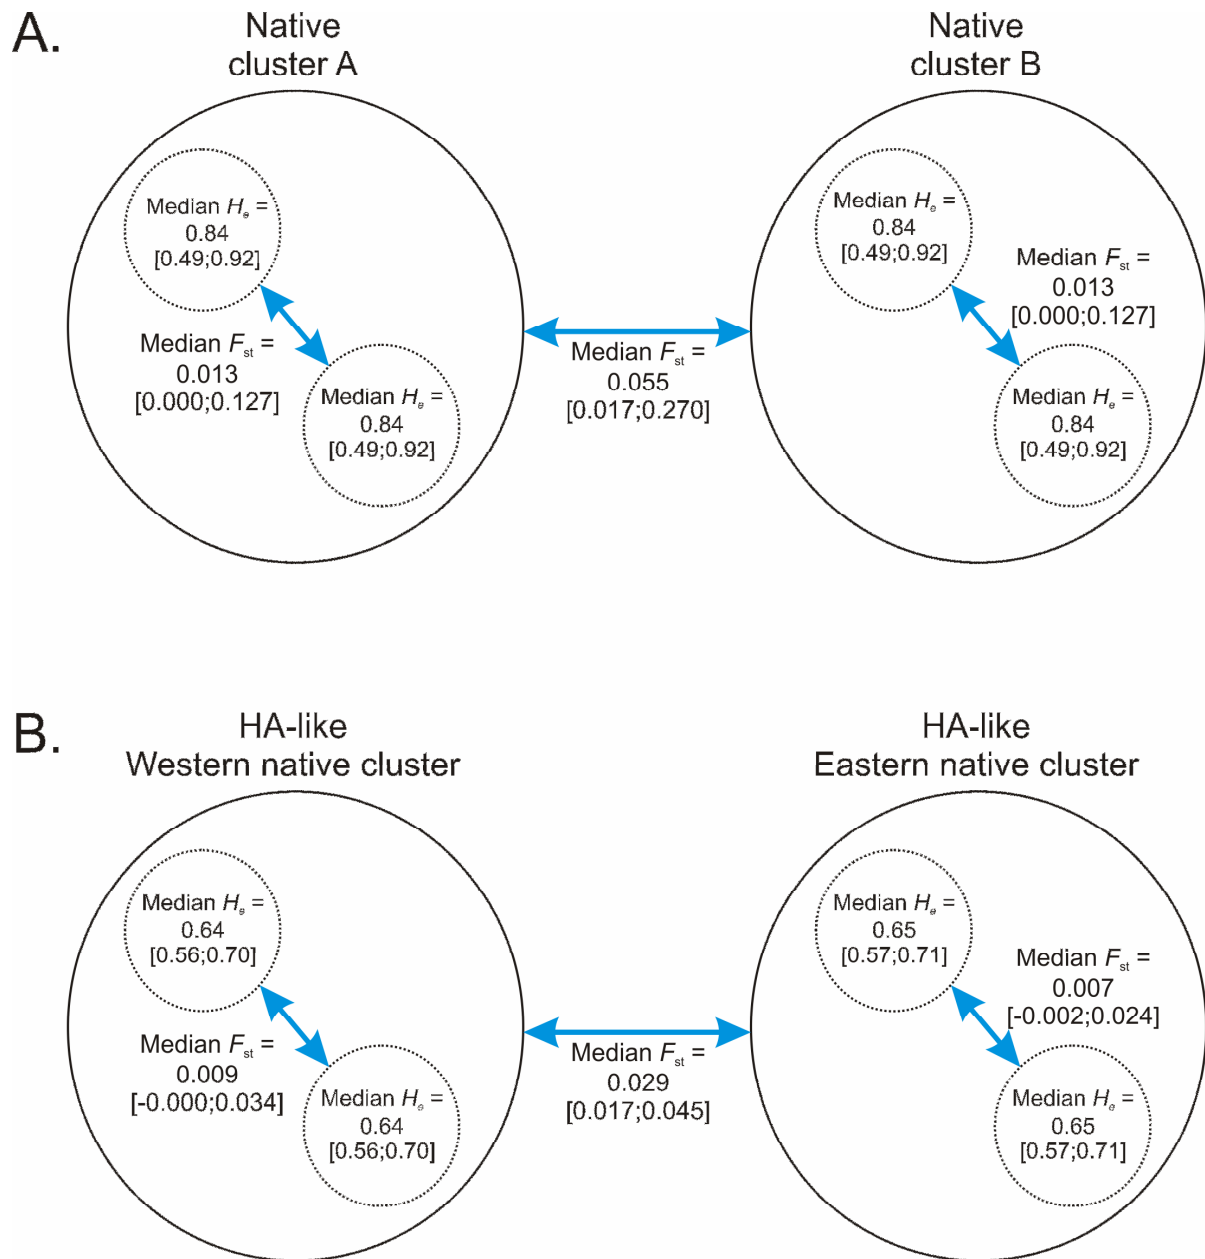 A.
Native
cluster A
Native
cluster B
Median He =
0.84
[0.49;0.92]
Median Fst =
0.013
[0.000;0.127]
Median He =
0.84
[0.49;0.92]
Median Fst =
0.055
[0.017;0.270]
Median He =
0.84
[0.49;0.92]
Median Fst =
0.013
[0.000;0.127]
Median He =
0.84
[0.49;0.92]
B.
HA-like
Western native cluster
HA-like
Eastern native cluster
Median He =
0.64
[0.56;0.70]
Median Fst =
0.009
[-0.000;0.034]
Median He =
0.64
[0.56;0.70]
Median Fst =
0.029
[0.017;0.045]
Median He =
0.65
[0.57;0.71]
Median Fst =
0.007
[-0.002;0.024]
Median He =
0.65
[0.57;0.71]